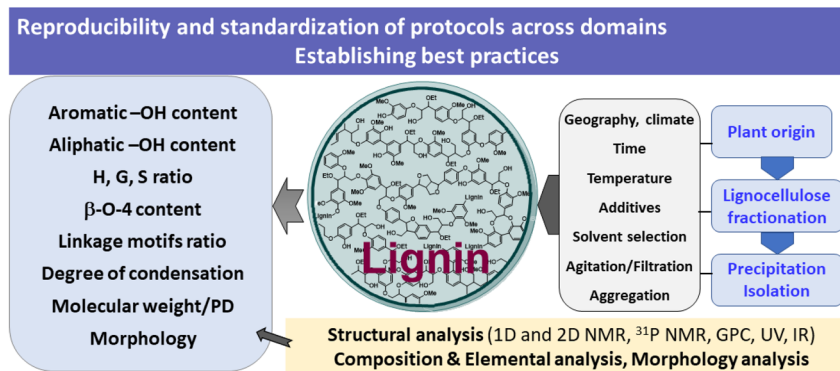 Reproducibility and standardization of protocols across domains
Establishing best practices
Aromatic –OH content
Aliphatic –OH content
H, G, S ratio
β-O-4 content
Linkage motifs ratio
Degree of condensation
Molecular weight/PD
Morphology
Lignin
Geography, climate
Time
Temperature
Additives
Solvent selection
Agitation/Filtration
Aggregation
Plant origin
Lignocellulose
fractionation
Precipitation
Isolation
Structural analysis (1D and 2D NMR, ³¹P NMR, GPC, UV, IR)
Composition & Elemental analysis, Morphology analysis